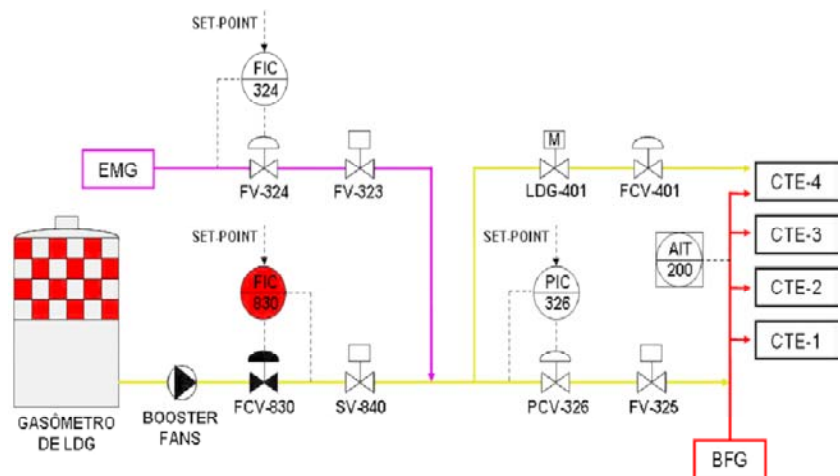 SET-POINT
FIC
324
EMG
FV-324
FV-323
M
LDG-401
FCV-401
CTE-4
CTE-3
CTE-2
CTE-1
AIT
200
SET-POINT
FIC
830
SET-POINT
PIC
326
GASÔMETRO
DE LDG
BOOSTER
FANS
FCV-830
SV-840
PCV-326
FV-325
BFG